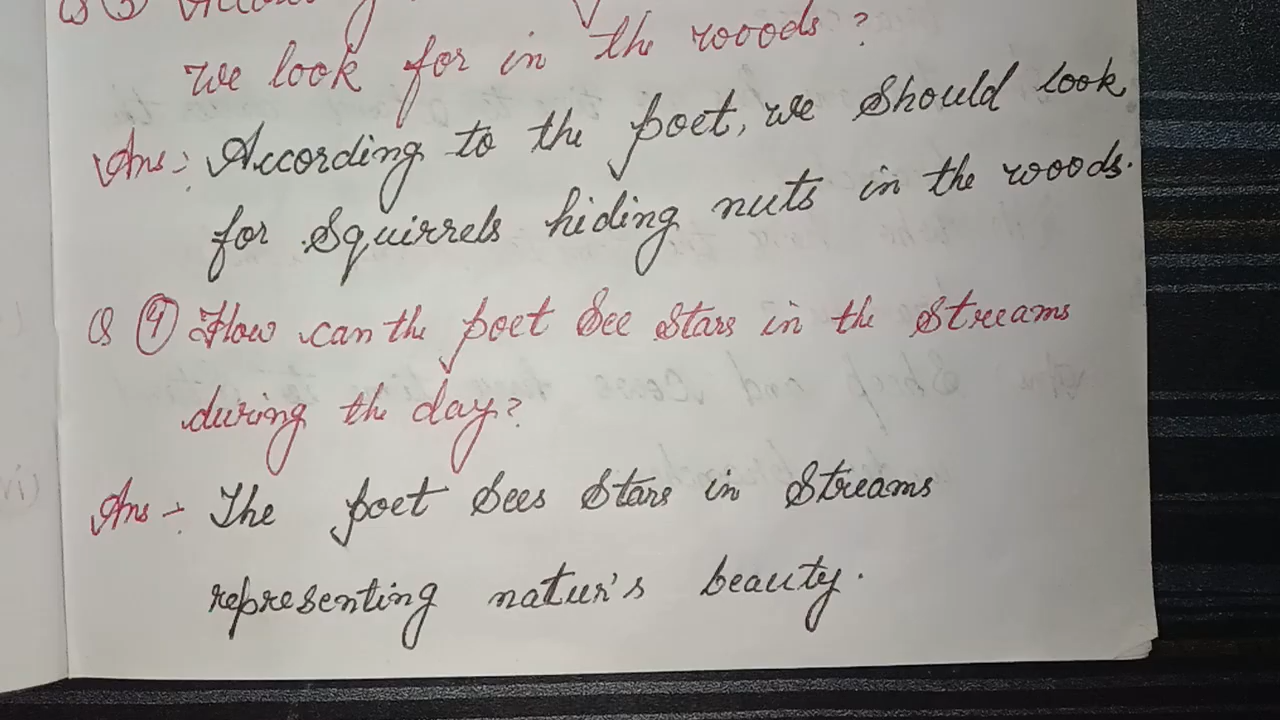 Q ③ According
we look for in the woods ?
Ans :- According to the poet, we should look
for squirrels hiding nuts in the woods.
Q ④ How can the poet see stars in the streams
during the day?
Ans :- The poet sees stars in streams
representing natur's beauty.